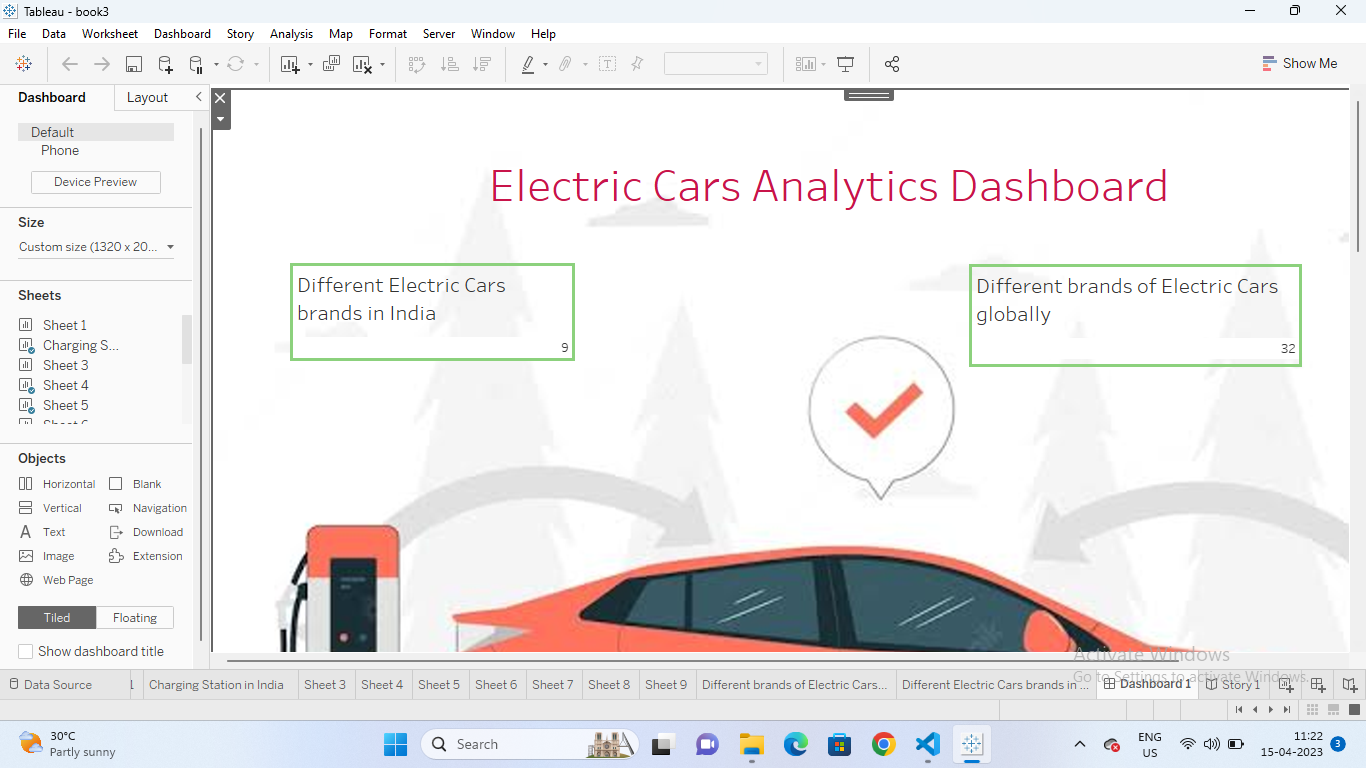 Tableau - book3
File Data Worksheet Dashboard Story Analysis Map Format Server Window Help
Show Me
Dashboard Layout
Default
Phone
Device Preview
Size
Custom size (1320 x 20...
Sheets
Sheet 1
Charging S...
Sheet 3
Sheet 4
Sheet 5
Objects
Horizontal Blank
Vertical Navigation
Text Download
Image Extension
Web Page
Tiled Floating
Show dashboard title
Electric Cars Analytics Dashboard
Different Electric Cars
brands in India
9
Different brands of Electric Cars
globally
32
Activate Windows
Go to Settings to activate Windows.
Data Source Charging Station in India Sheet 3 Sheet 4 Sheet 5 Sheet 6 Sheet 7 Sheet 8 Sheet 9 Different brands of Electric Cars... Different Electric Cars brands in ... Dashboard 1 Story 1
30°C
Partly sunny
Search
ENG
US
11:22
15-04-2023
3